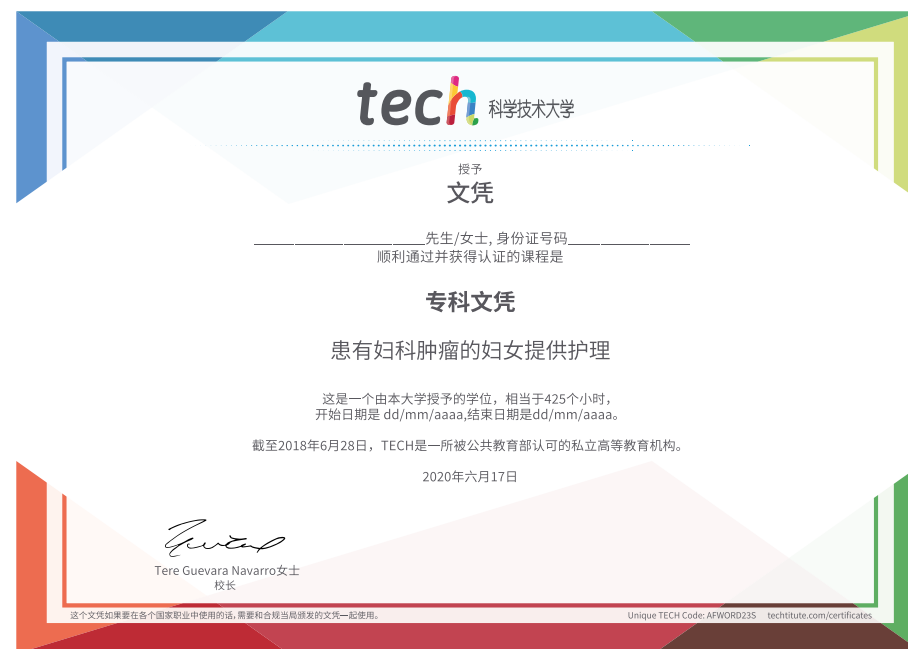 tech 科学技术大学
授予
文凭
先生/女士, 身份证号码
顺利通过并获得认证的课程是
专科文凭
患有妇科肿瘤的妇女提供护理
这是一个由本大学授予的学位，相当于425个小时，
开始日期是 dd/mm/aaaa,结束日期是dd/mm/aaaa。
截至2018年6月28日，TECH是一所被公共教育部认可的私立高等教育机构。
2020年六月17日
Tere Guevara Navarro女士
校长
这个文凭如果要在各个国家职业中使用的话,需要和合规当局颁发的文凭一起使用。
Unique TECH Code: AFWORD23S techtitute.com/certificates